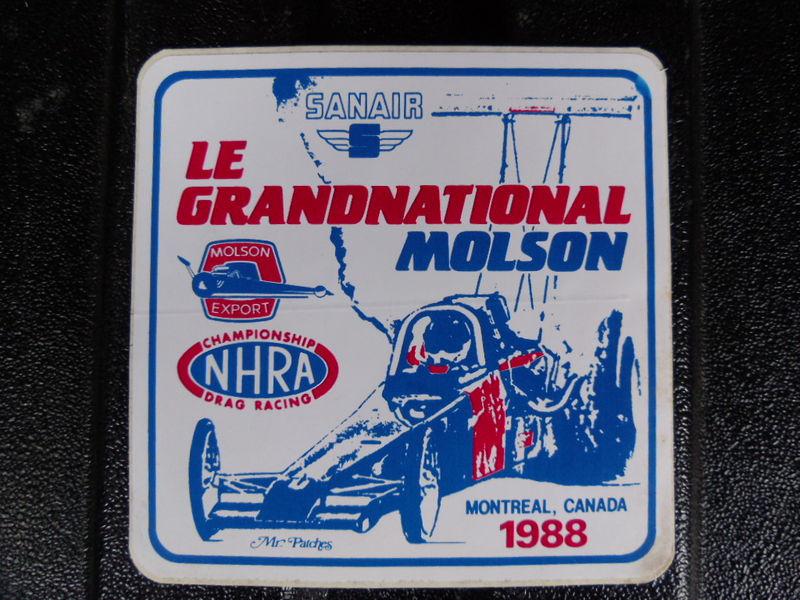 SANAIR
S
LE
GRANDNATIONAL
MOLSON
MOLSON
EXPORT
CHAMPIONSHIP
NHRA
DRAG RACING
MONTREAL, CANADA
1988
Mr. Patches